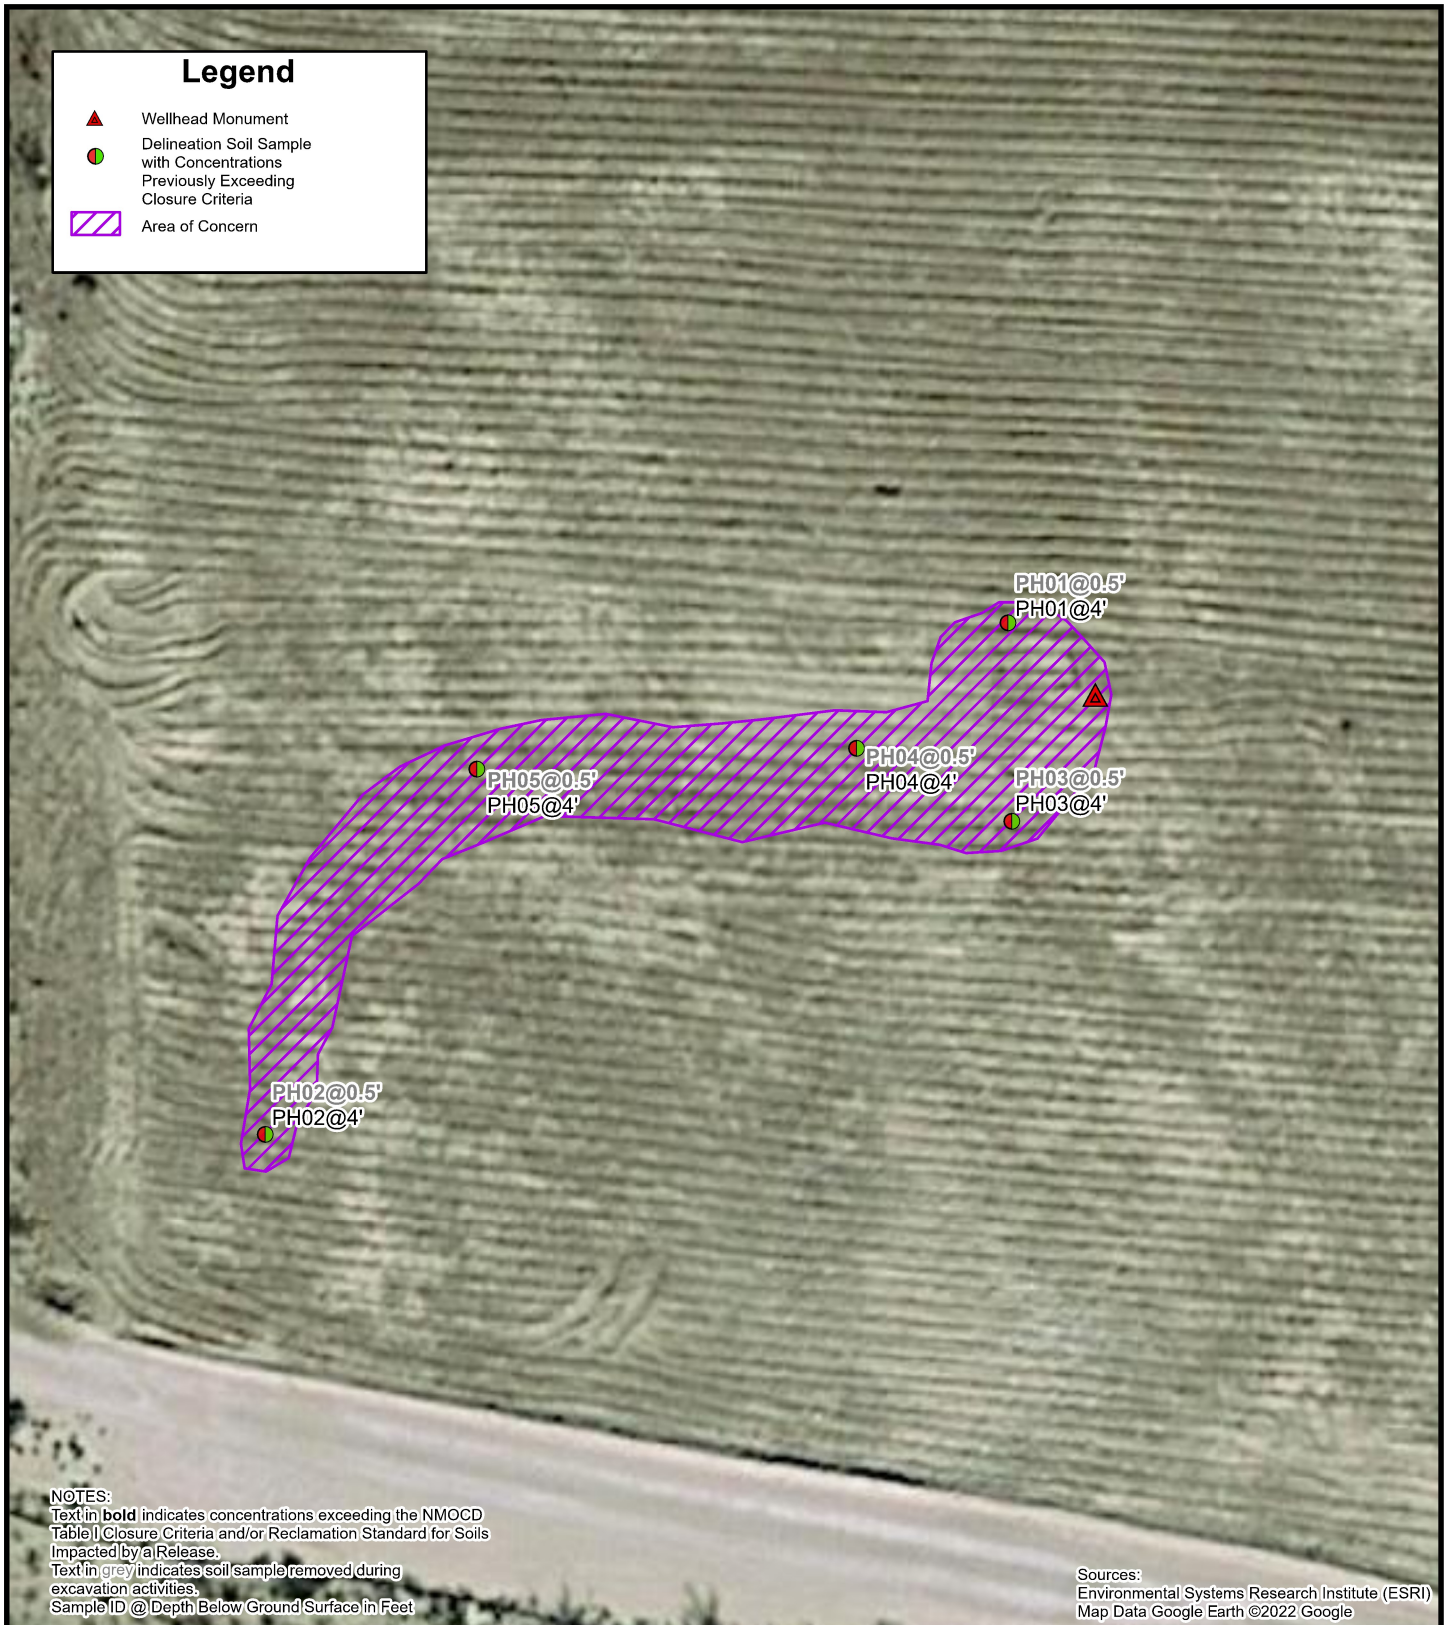 Legend
Wellhead Monument
Delineation Soil Sample
with Concentrations
Previously Exceeding
Closure Criteria
Area of Concern
PH01@0.5'
PH01@4'
PH04@0.5'
PH04@4'
PH03@0.5'
PH03@4'
PH05@0.5'
PH05@4'
PH02@0.5'
PH02@4'
NOTES:
Text in bold indicates concentrations exceeding the NMOCD
Table I Closure Criteria and/or Reclamation Standard for Soils
Impacted by a Release.
Text in grey indicates soil sample removed during
excavation activities.
Sample ID @ Depth Below Ground Surface in Feet
Sources:
Environmental Systems Research Institute (ESRI)
Map Data Google Earth ©2022 Google